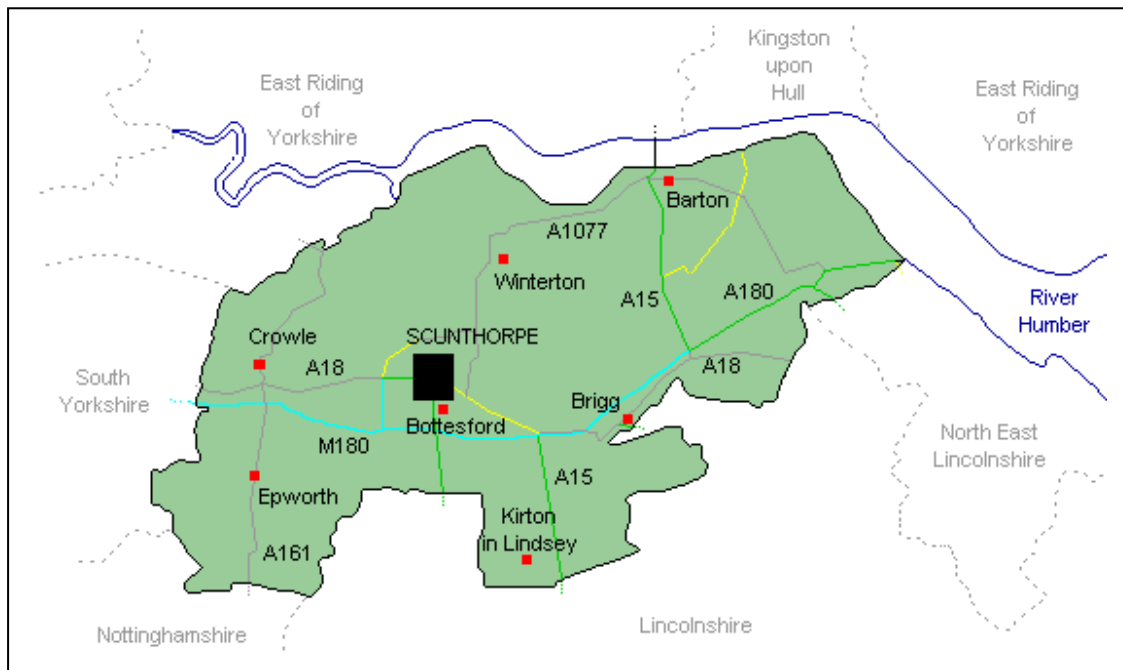 Kingston
upon
Hull
East Riding
of
Yorkshire
East Riding
of
Yorkshire
Barton
A1077
Winterton
A15
A180
River
Humber
SCUNTHORPE
Crowle
A18
A18
South
Yorkshire
Brigg
Bottesford
M180
North East
Lincolnshire
A15
Epworth
Kirton
in Lindsey
A161
Nottinghamshire
Lincolnshire